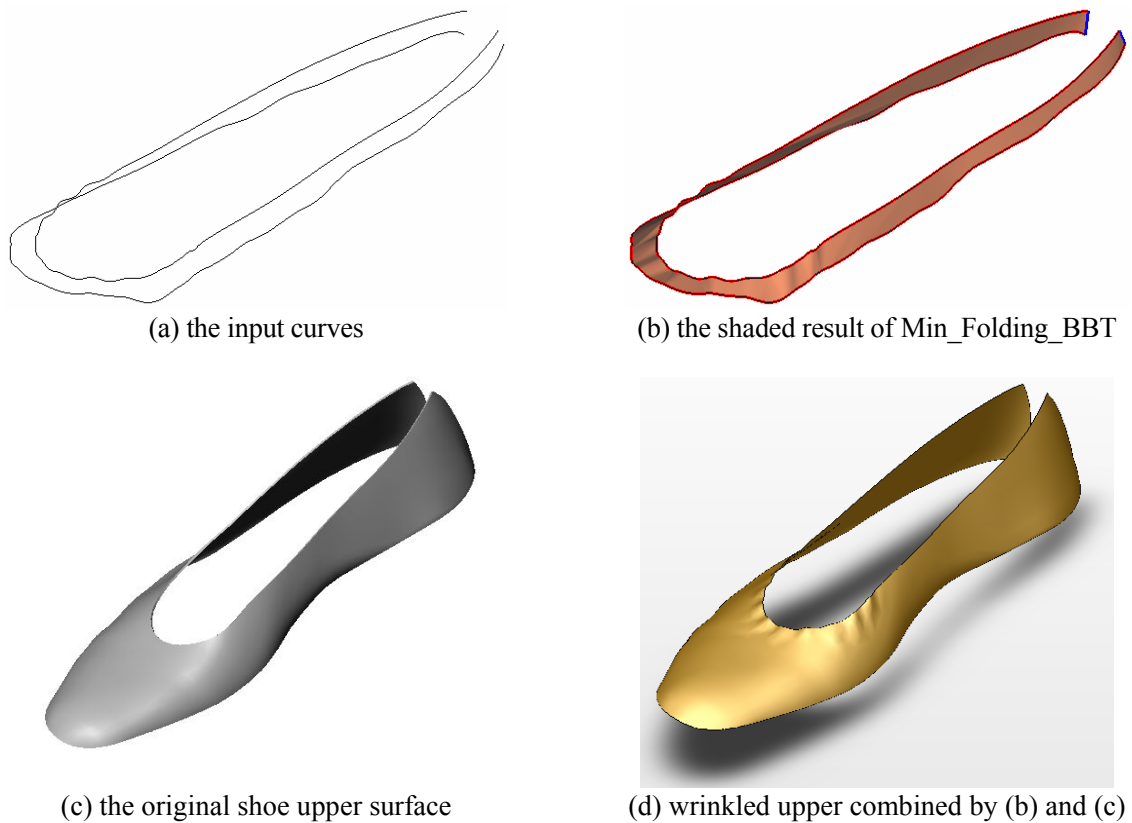 (a) the input curves
(b) the shaded result of Min_Folding_BBT
(c) the original shoe upper surface
(d) wrinkled upper combined by (b) and (c)